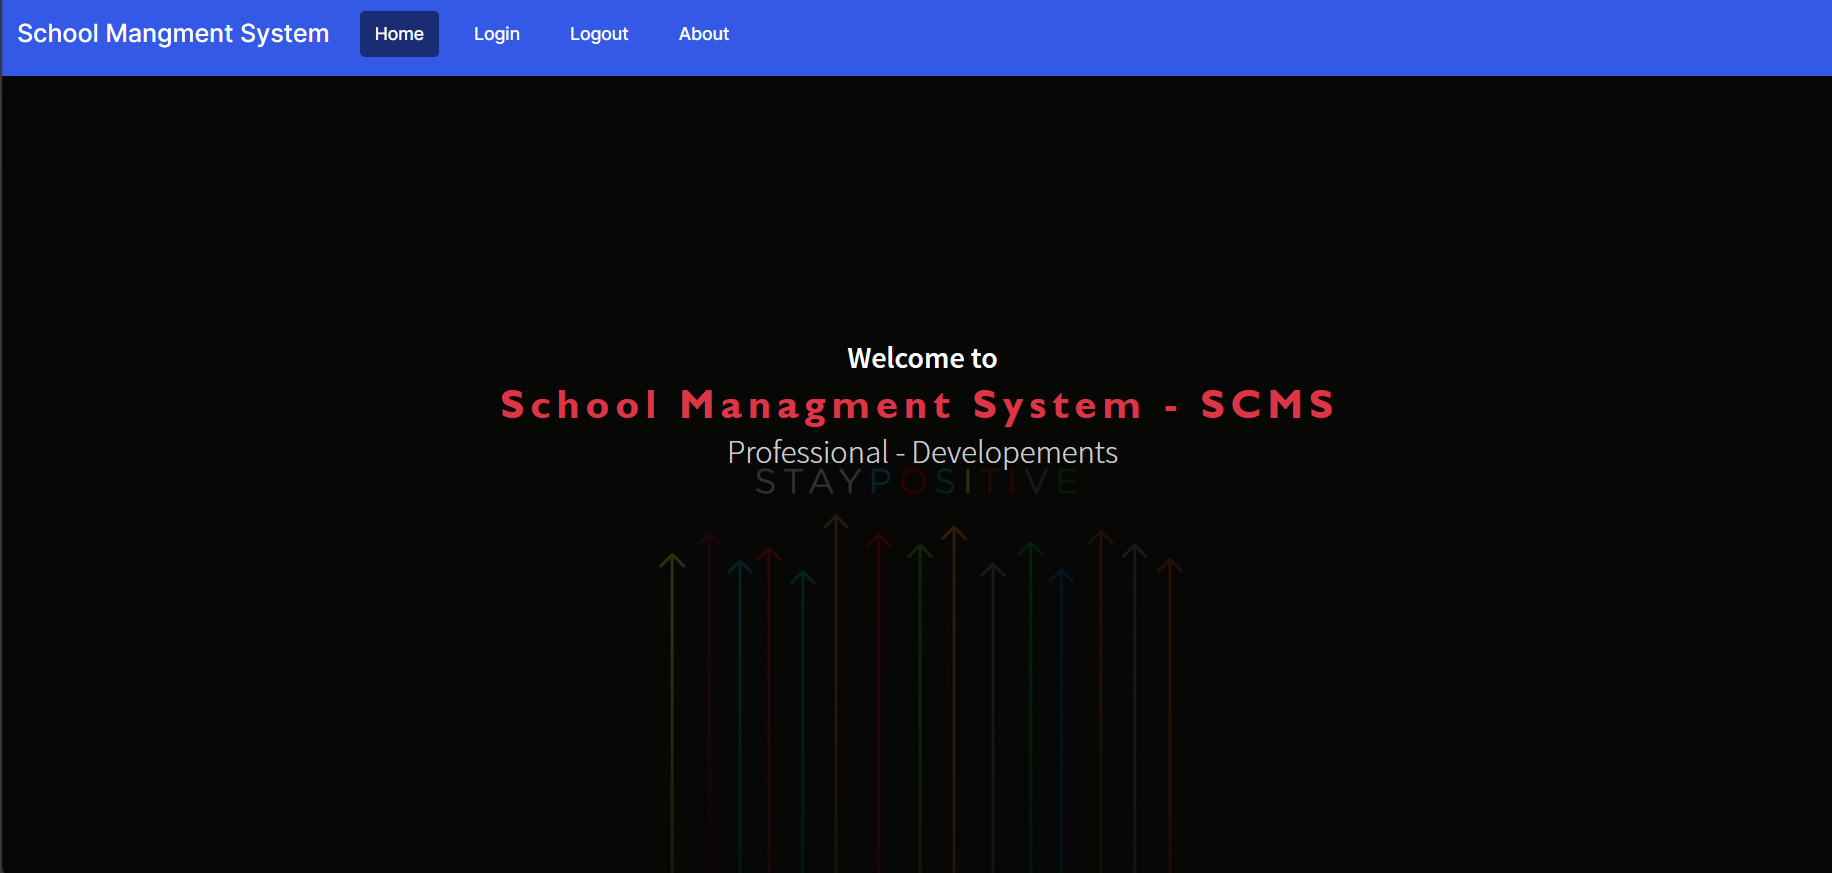 School Mangment System Home Login Logout About
Welcome to
School Managment System - SCMS
Professional - Developements
STAYPOSITIVE